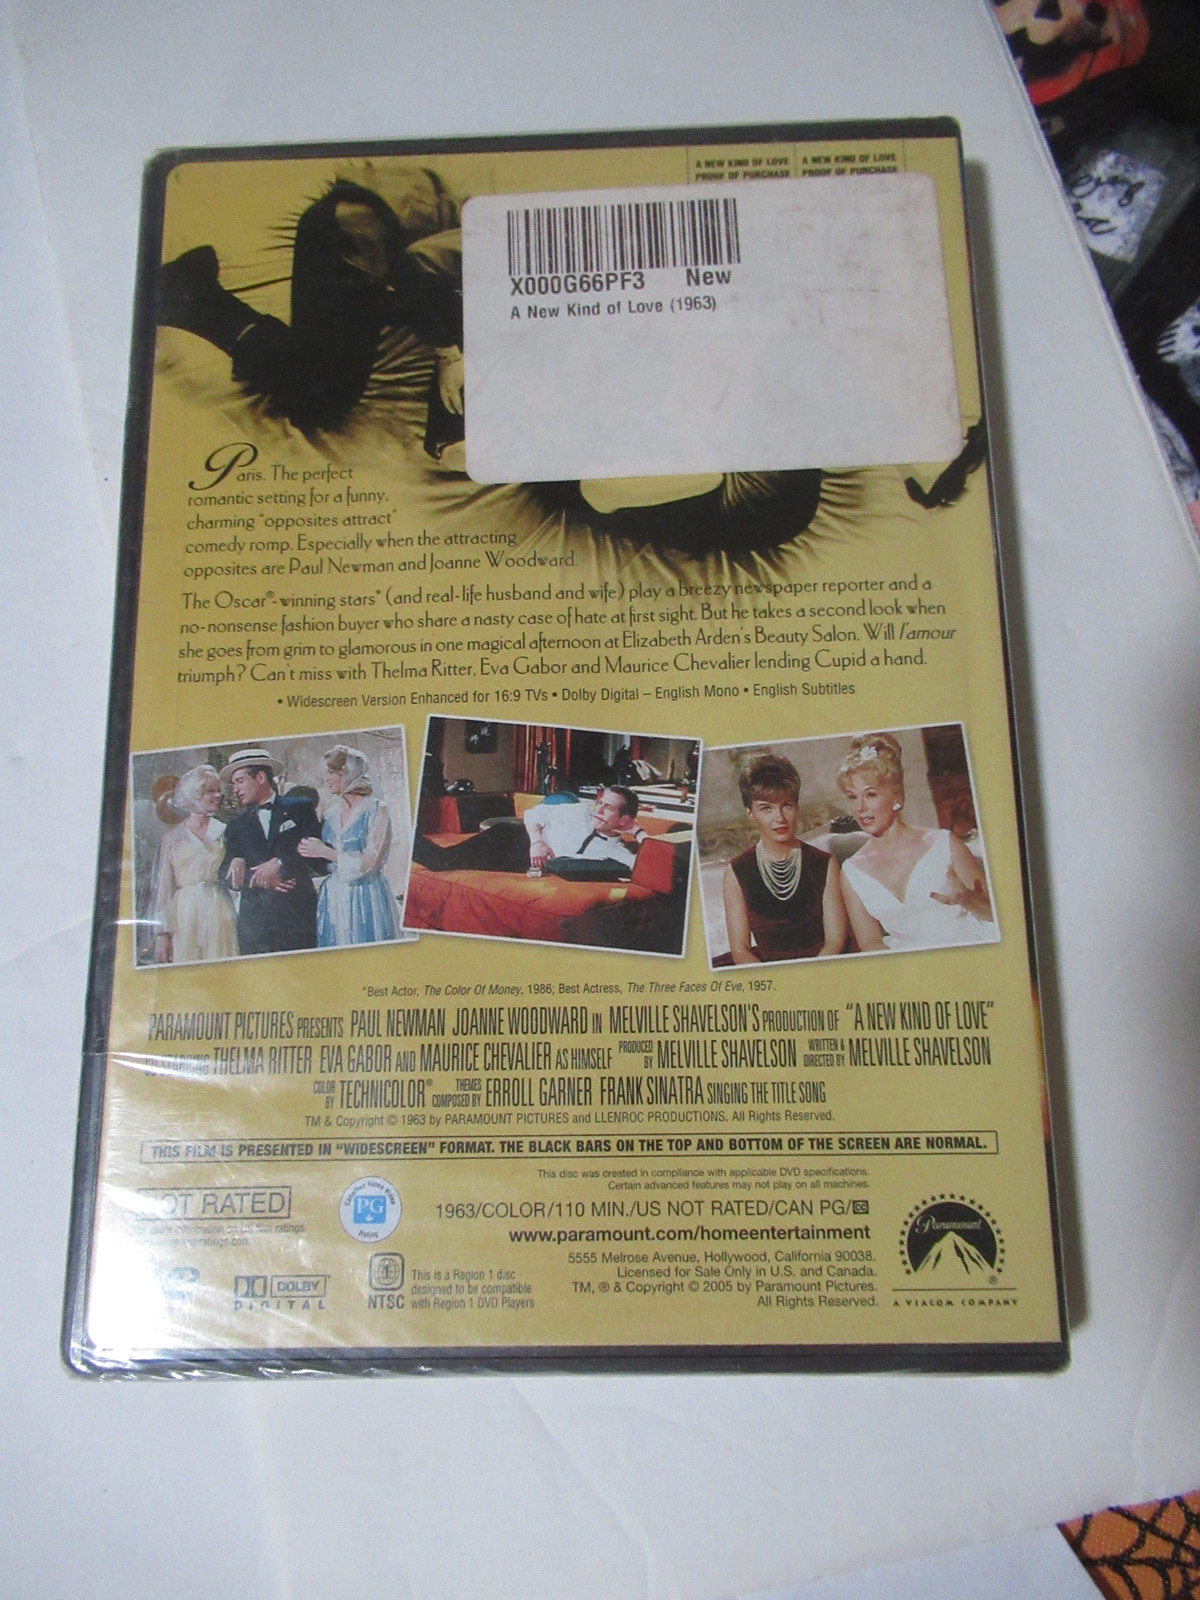 A NEW KIND OF LOVE
PROOF OF PURCHASE
A NEW KIND OF LOVE
PROOF OF PURCHASE
X000G66PF3 New
A New Kind of Love (1963)
Paris. The perfect
romantic setting for a funny,
charming "opposites attract"
comedy romp. Especially when the attracting
opposites are Paul Newman and Joanne Woodward.
The Oscar®-winning stars* (and real-life husband and wife) play a breezy newspaper reporter and a
no-nonsense fashion buyer who share a nasty case of hate at first sight. But he takes a second look when
she goes from grim to glamorous in one magical afternoon at Elizabeth Arden's Beauty Salon. Will l'amour
triumph? Can't miss with Thelma Ritter, Eva Gabor and Maurice Chevalier lending Cupid a hand.
• Widescreen Version Enhanced for 16:9 TVs • Dolby Digital – English Mono • English Subtitles
*Best Actor, The Color Of Money, 1986; Best Actress, The Three Faces Of Eve, 1957.
PARAMOUNT PICTURES PRESENTS PAUL NEWMAN JOANNE WOODWARD IN MELVILLE SHAVELSON'S PRODUCTION OF "A NEW KIND OF LOVE"
THELMA RITTER EVA GABOR AND MAURICE CHEVALIER AS HIMSELF PRODUCED BY MELVILLE SHAVELSON WRITTEN & DIRECTED BY MELVILLE SHAVELSON
COLOR BY TECHNICOLOR® THEMES COMPOSED BY ERROLL GARNER FRANK SINATRA SINGING THE TITLE SONG
TM & Copyright © 1963 by PARAMOUNT PICTURES and LLENROC PRODUCTIONS. All Rights Reserved.
THIS FILM IS PRESENTED IN "WIDESCREEN" FORMAT. THE BLACK BARS ON THE TOP AND BOTTOM OF THE SCREEN ARE NORMAL.
This disc was created in compliance with applicable DVD specifications.
Certain advanced features may not play on all machines.
NOT RATED
information on film ratings
PG
1963/COLOR/110 MIN./US NOT RATED/CAN PG/CC
www.paramount.com/homeentertainment
5555 Melrose Avenue, Hollywood, California 90038.
Licensed for Sale Only in U.S. and Canada.
TM, ® & Copyright © 2005 by Paramount Pictures.
All Rights Reserved.
Paramount
®
A VIACOM COMPANY
DOLBY
DIGITAL
1
NTSC
This is a Region 1 disc
designed to be compatible
with Region 1 DVD Players